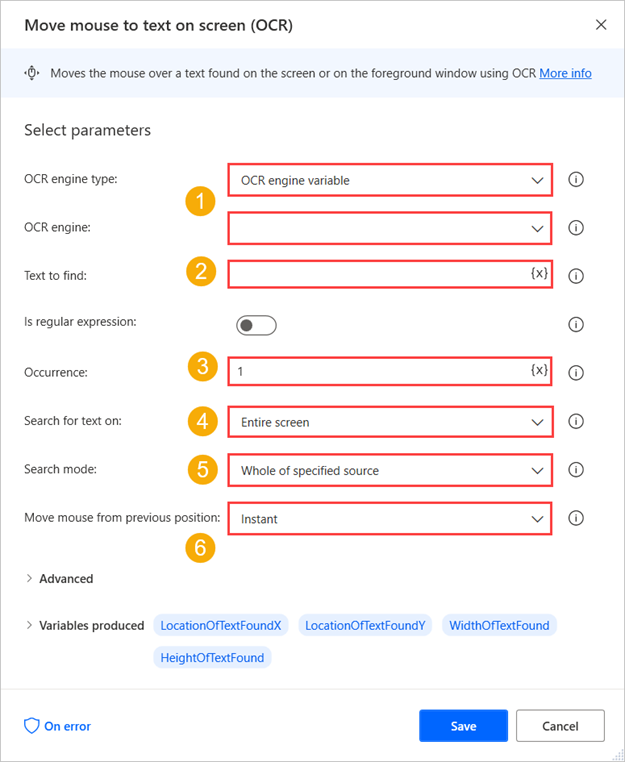 Move mouse to text on screen (OCR)
Moves the mouse over a text found on the screen or on the foreground window using OCR More info
Select parameters
OCR engine type: OCR engine variable
1
OCR engine:
Text to find: 2 {x}
Is regular expression:
Occurrence: 3 1 {x}
Search for text on: 4 Entire screen
Search mode: 5 Whole of specified source
Move mouse from previous position: Instant
6
Advanced
Variables produced LocationOfTextFoundX LocationOfTextFoundY WidthOfTextFound
HeightOfTextFound
On error Save Cancel